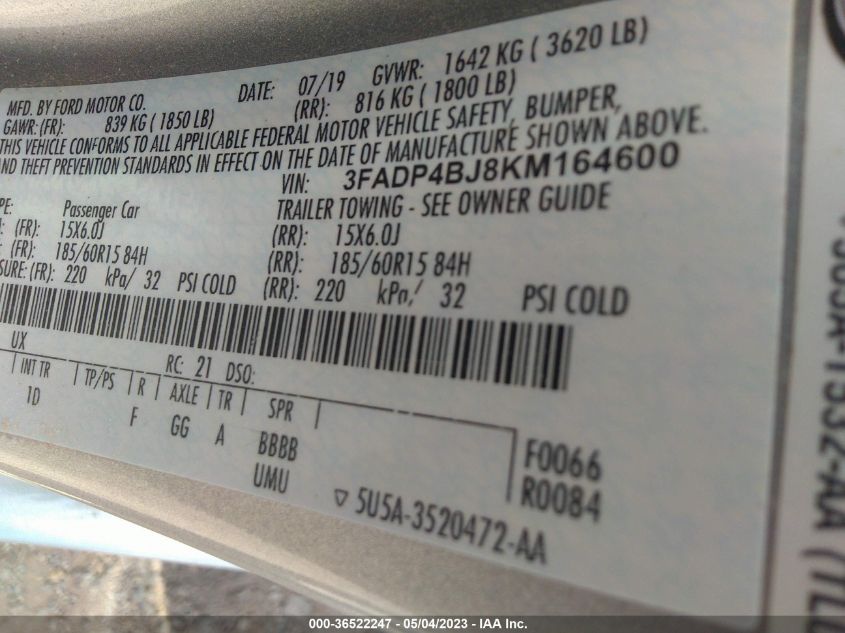 MFD. BY FORD MOTOR CO. DATE: 07/19 GVWR: 1642 KG ( 3620 LB)
GAWR:(FR): 839 KG ( 1850 LB) (RR): 816 KG ( 1800 LB)
THIS VEHICLE CONFORMS TO ALL APPLICABLE FEDERAL MOTOR VEHICLE SAFETY, BUMPER,
AND THEFT PREVENTION STANDARDS IN EFFECT ON THE DATE OF MANUFACTURE SHOWN ABOVE.
VIN: 3FADP4BJ8KM164600
PE: Passenger Car TRAILER TOWING - SEE OWNER GUIDE
(FR): 15X6.0J (RR): 15X6.0J
(FR): 185/60R15 84H (RR): 185/60R15 84H
SURE: (FR): 220 kPa/ 32 PSI COLD (RR): 220 kPa/ 32 PSI COLD
UX RC: 21 DSO:
INT TR TP/PS R AXLE TR SPR
1D F GG A BBBB
UMU
F0066
R0084
5U5A-3520472-AA
000-36522247 - 05/04/2023 - IAA Inc.